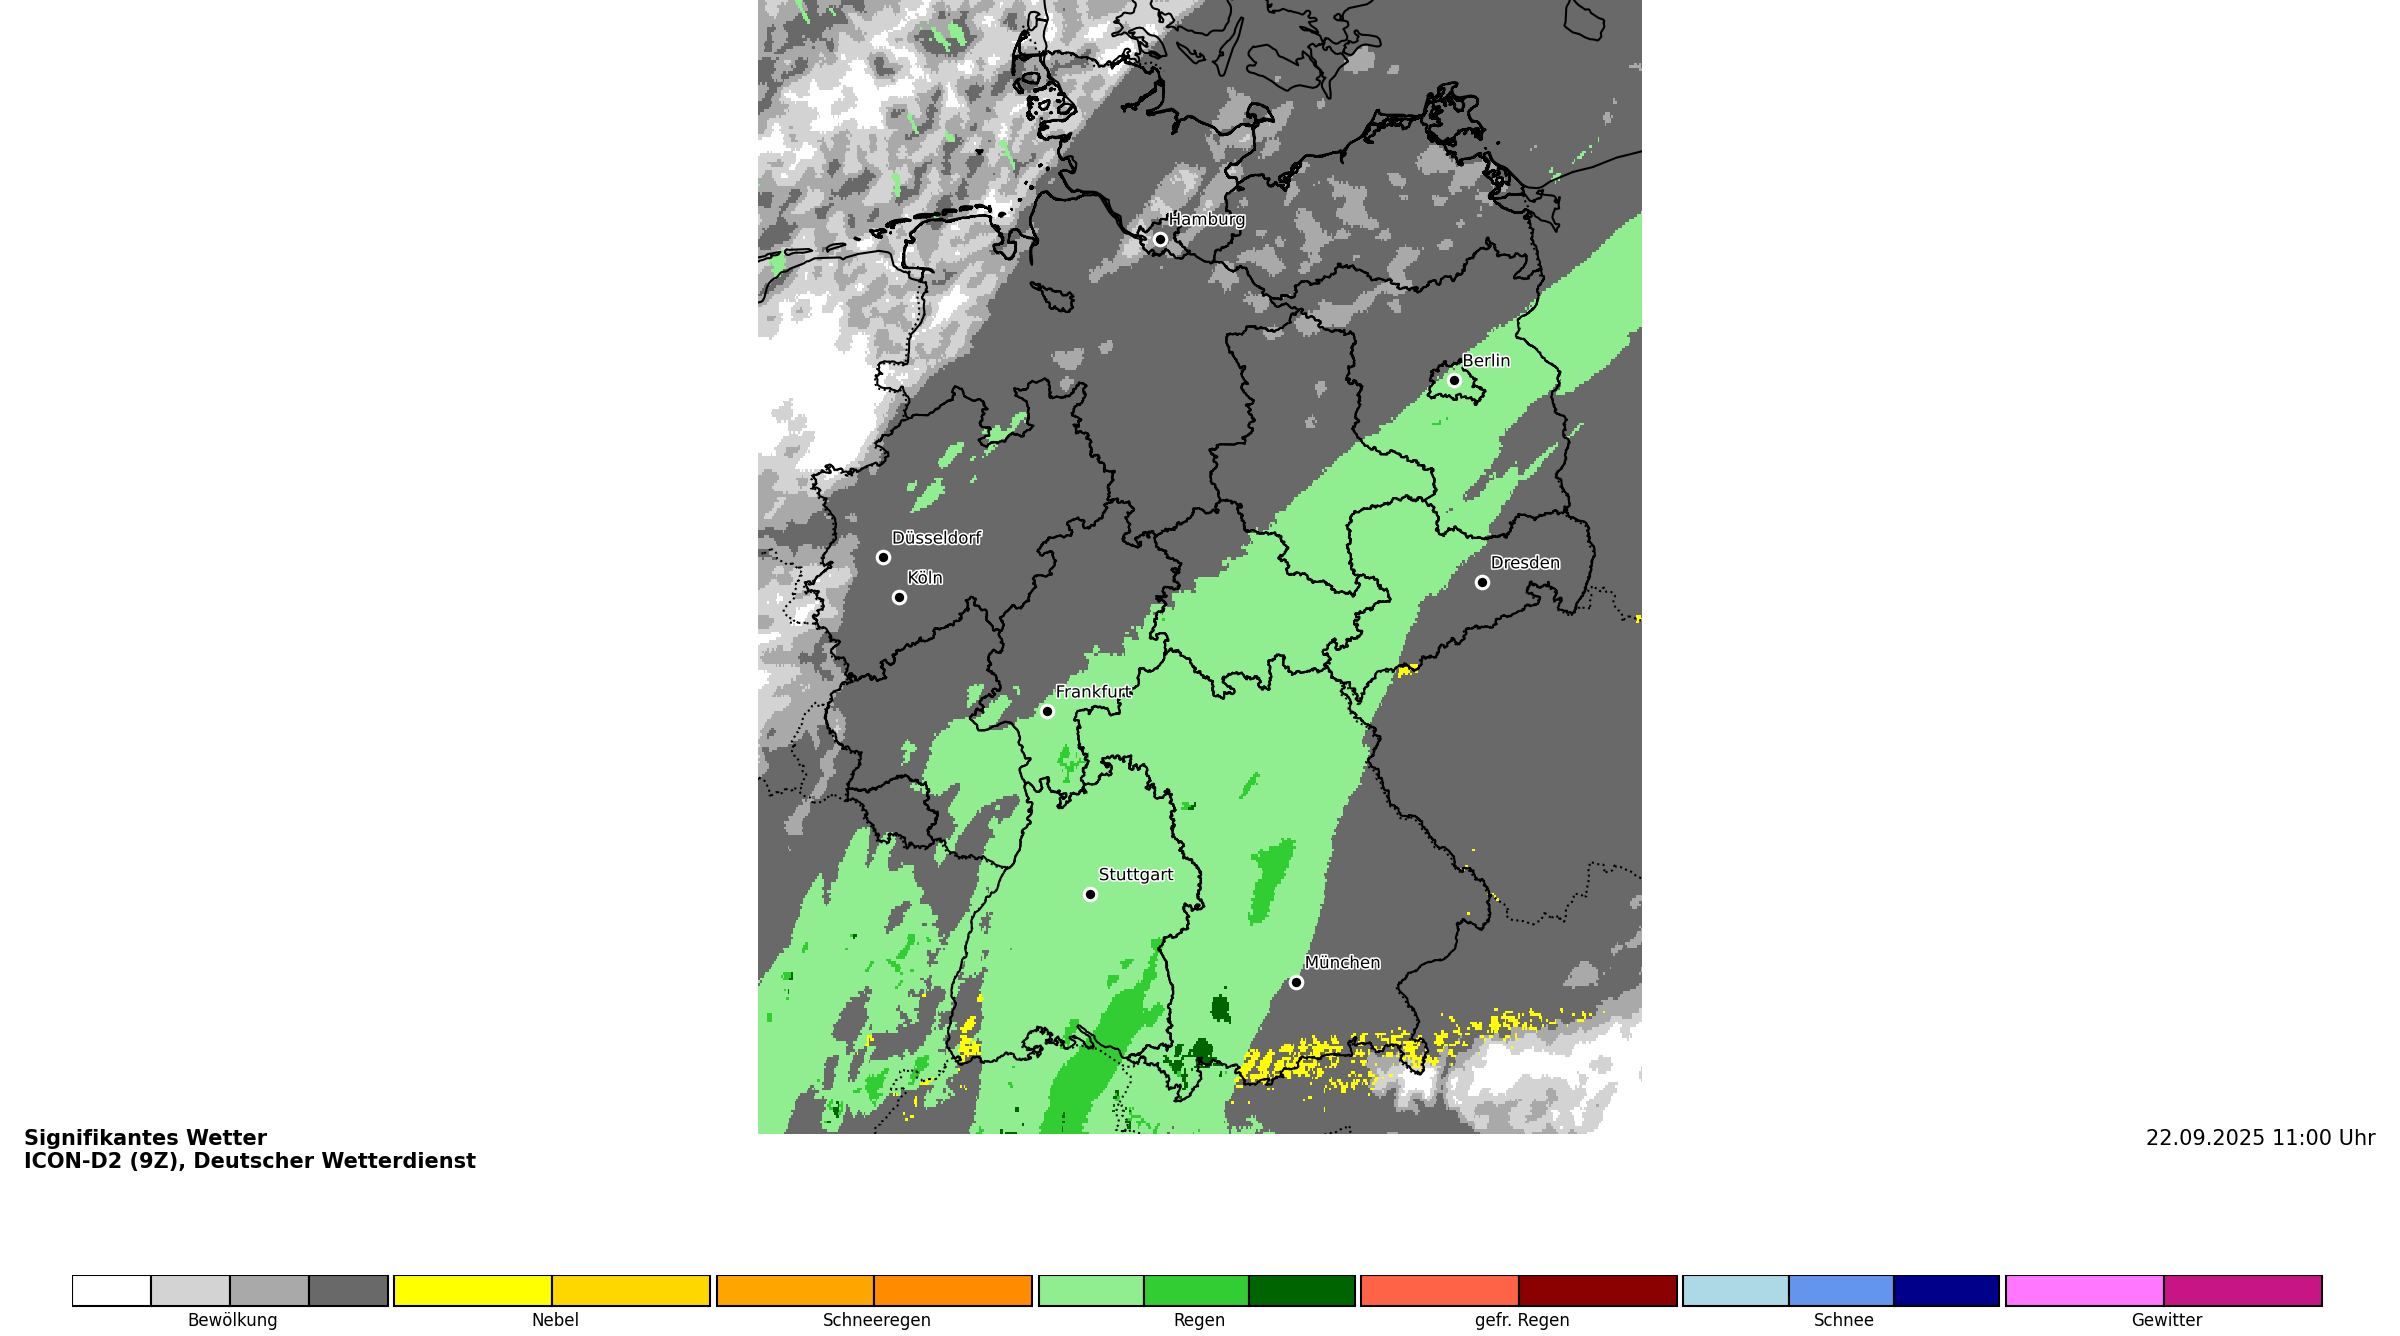 Hamburg
Berlin
Düsseldorf
Köln
Dresden
Frankfurt
Stuttgart
München
Signifikantes Wetter
ICON-D2 (9Z), Deutscher Wetterdienst
22.09.2025 11:00 Uhr
Bewölkung
Nebel
Schneeregen
Regen
gefr. Regen
Schnee
Gewitter